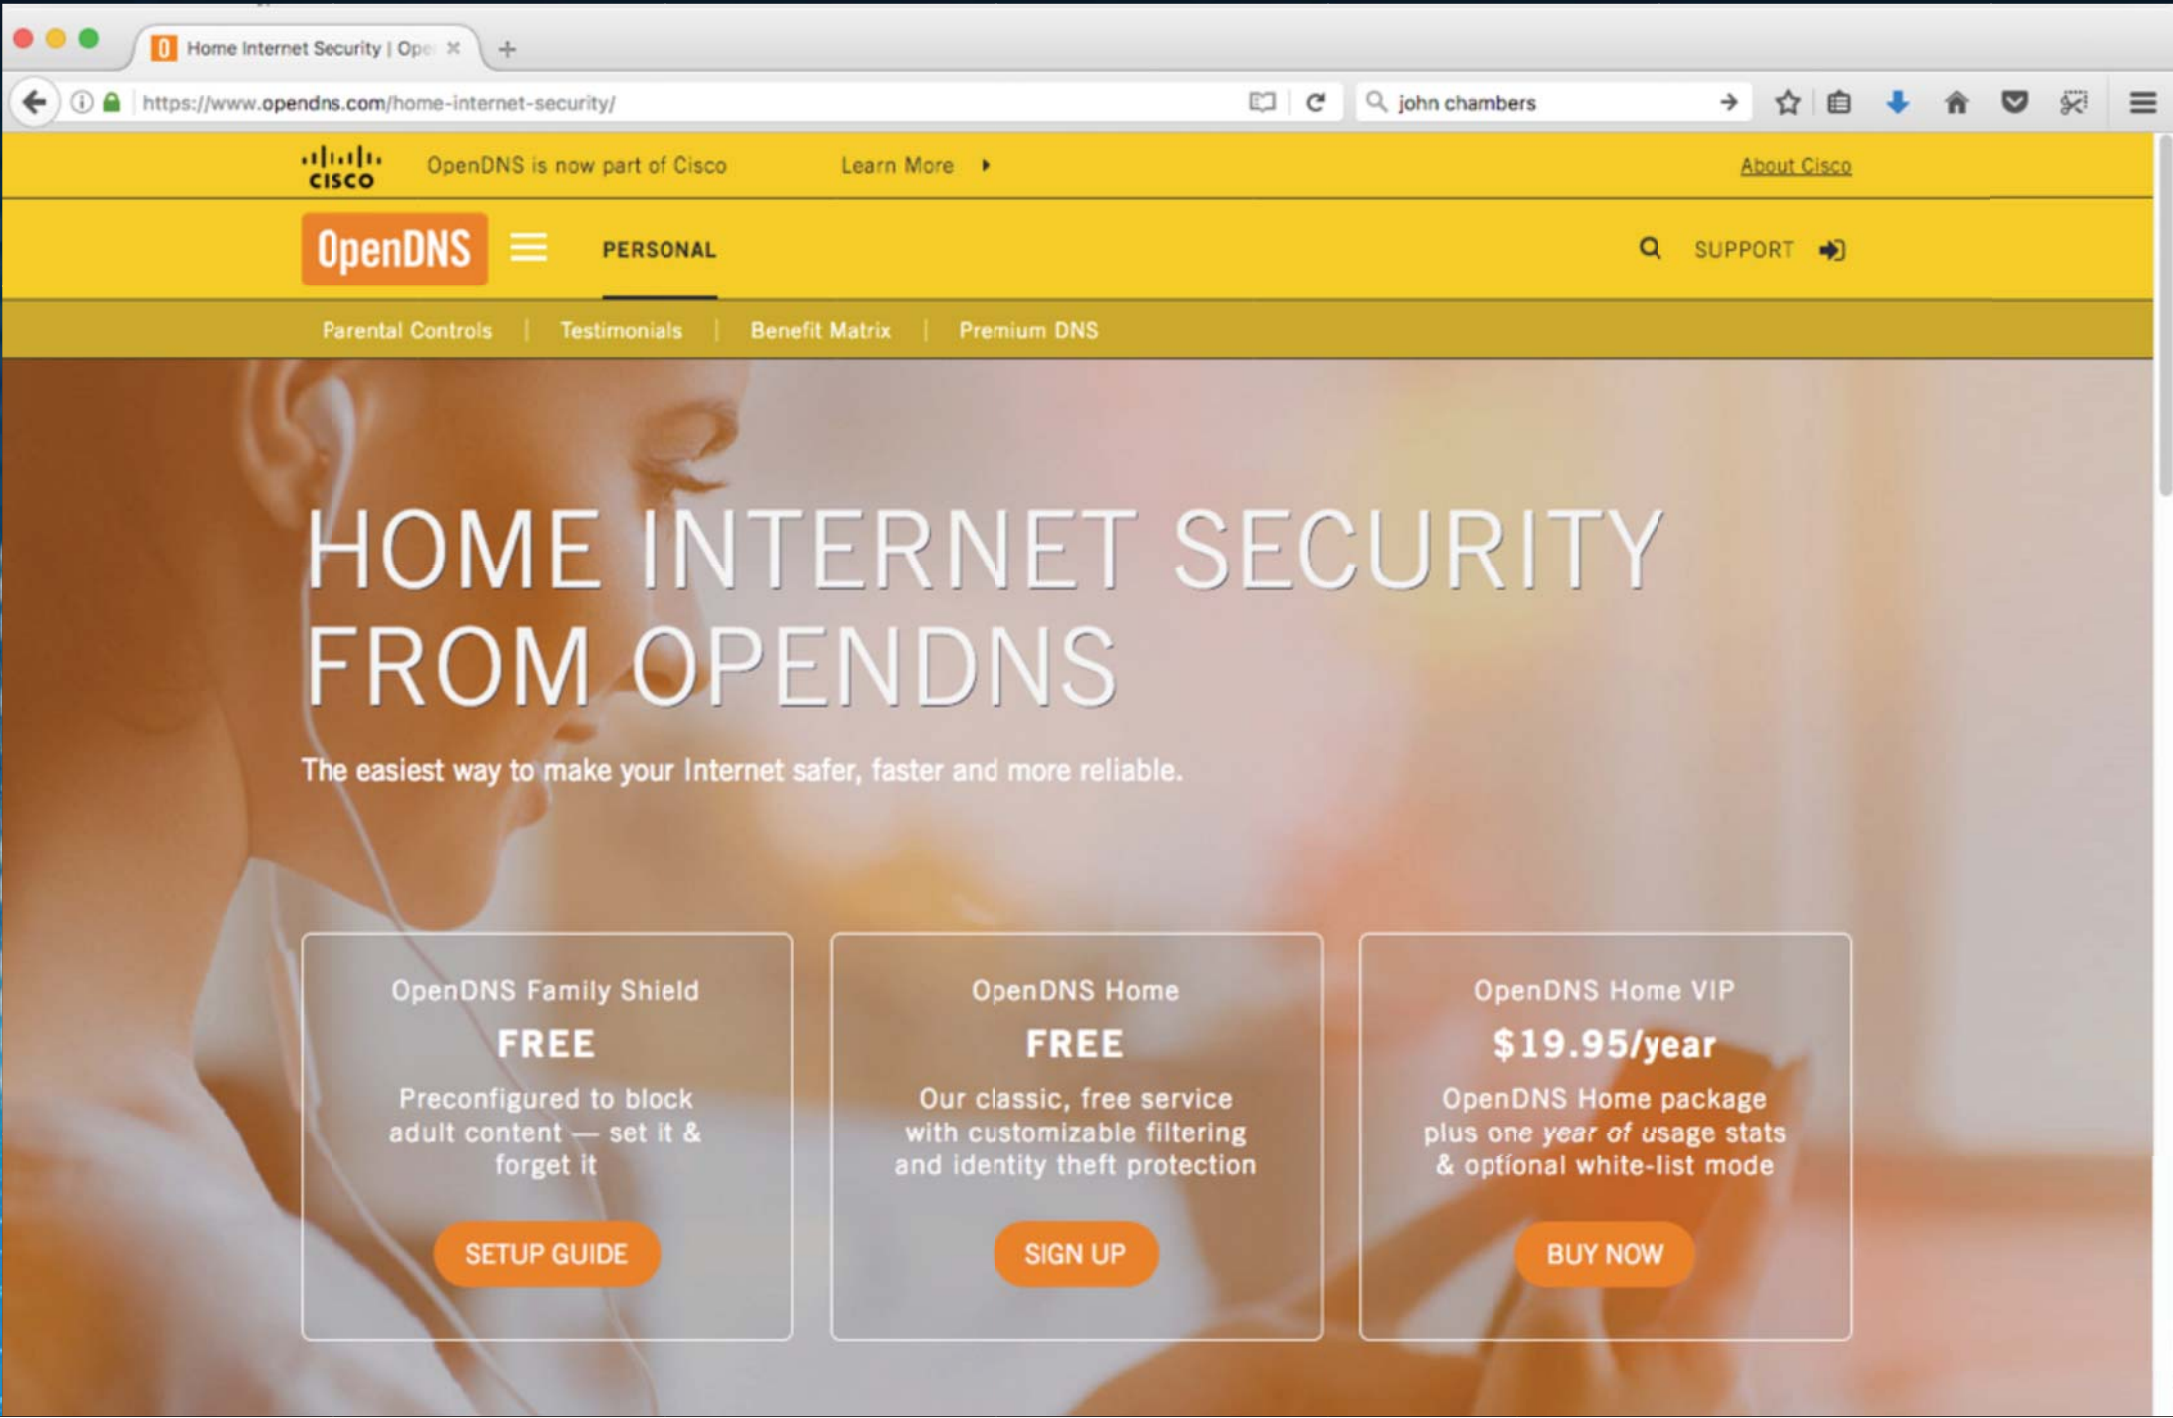 Home Internet Security | Ope
https://www.opendns.com/home-internet-security/
john chambers
CISCO
OpenDNS is now part of Cisco
Learn More
About Cisco
OpenDNS
PERSONAL
SUPPORT
Parental Controls | Testimonials | Benefit Matrix | Premium DNS
HOME INTERNET SECURITY
FROM OPENDNS
The easiest way to make your Internet safer, faster and more reliable.
OpenDNS Family Shield
FREE
Preconfigured to block
adult content — set it &
forget it
SETUP GUIDE
OpenDNS Home
FREE
Our classic, free service
with customizable filtering
and identity theft protection
SIGN UP
OpenDNS Home VIP
$19.95/year
OpenDNS Home package
plus one year of usage stats
& optional white-list mode
BUY NOW